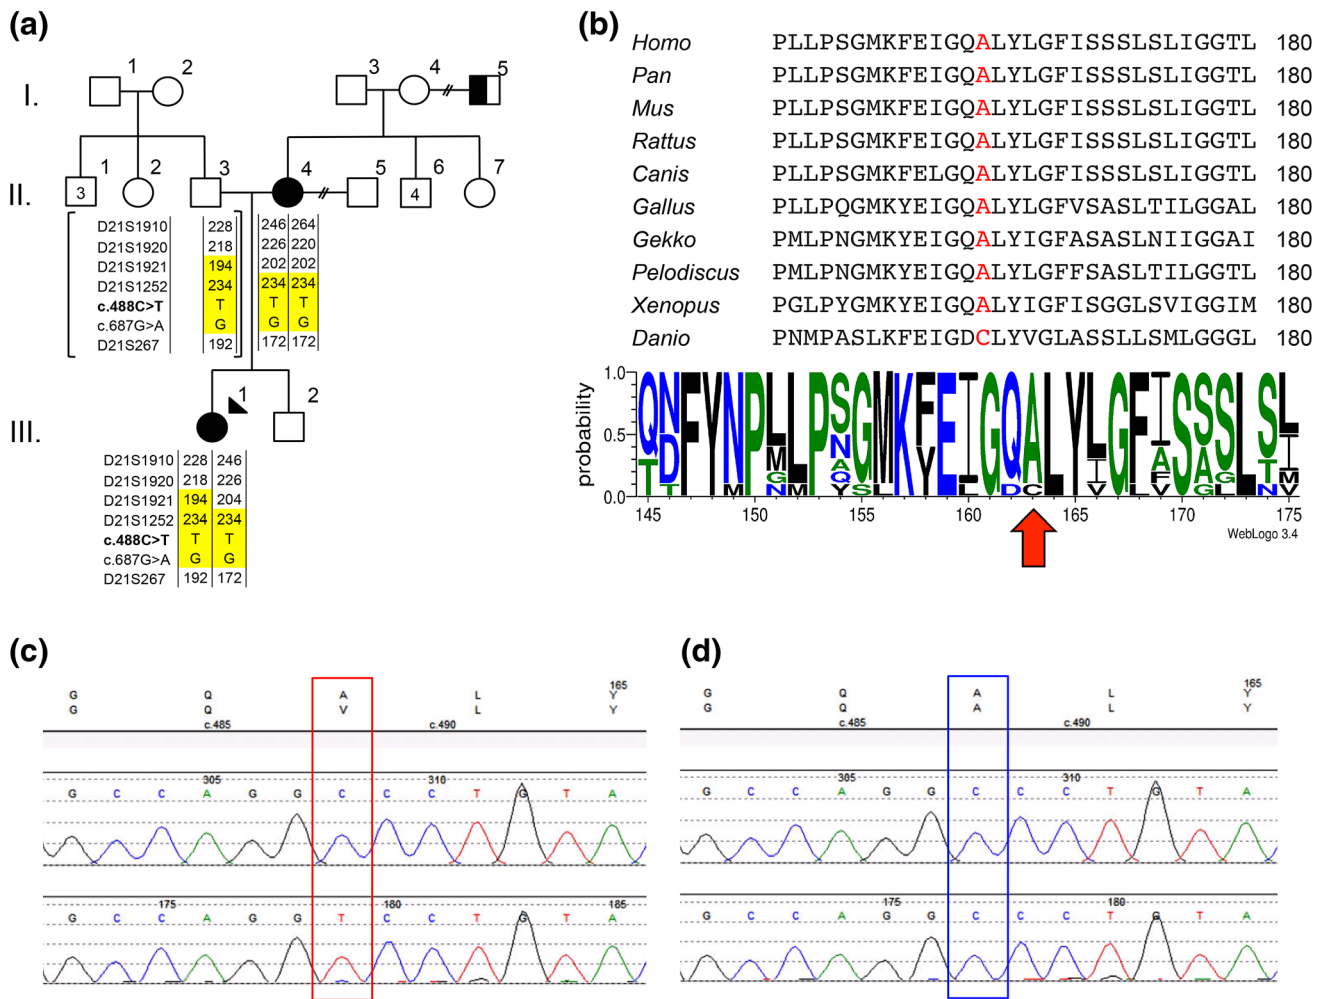 (a)
1 2 3 4 5
I.
1 2 3 4 5 6 7
II. 3 4
D21S1910 228 246 264
D21S1920 218 226 220
D21S1921 194 202 202
D21S1252 234 234 234
c.488C>T T T T
c.687G>A G G G
D21S267 192 172 172
1 2
III.
D21S1910 228 246
D21S1920 218 226
D21S1921 194 204
D21S1252 234 234
c.488C>T T T
c.687G>A G G
D21S267 192 172
(b)
Homo PLLPSGMKFEIGQALYLGFISSSLSLIGGTL 180
Pan PLLPSGMKFEIGQALYLGFISSSLSLIGGTL 180
Mus PLLPSGMKFEIGQALYLGFISSSLSLIGGTL 180
Rattus PLLPSGMKFEIGQALYLGFISSSLSLIGGTL 180
Canis PLLPSGMKFELGQALYLGFISSSLSLIGGTL 180
Gallus PLLPQGMKYEIGQALYLGFVSASLTILGGAL 180
Gekko PMLPNGMKYEIGQALYIGFASASLNIIGGAI 180
Pelodiscus PMLPNGMKYEIGQALYLGFFSASLTILGGTL 180
Xenopus PGLPYGMKYEIGQALYIGFISGGLSVIGGIM 180
Danio PNMPASLKFEIGDCLYVGLASSLLSMLGGGL 180
1.0
probability
0.5
0.0
QNFYNPLLPSGMKFEIGQALYLGFISSSLSL
145 150 155 160 165 170 175
WebLogo 3.4
(c)
165
G Q A L Y
G Q V L Y
c.485 c.490
305 310
G C C A G G C C C T G T A
175 180 185
G C C A G G T C C T G T A
(d)
165
G Q A L Y
G Q A L Y
c.485 c.490
305 310
G C C A G G C C C T G T A
175 180
G C C A G G C C C T G T A